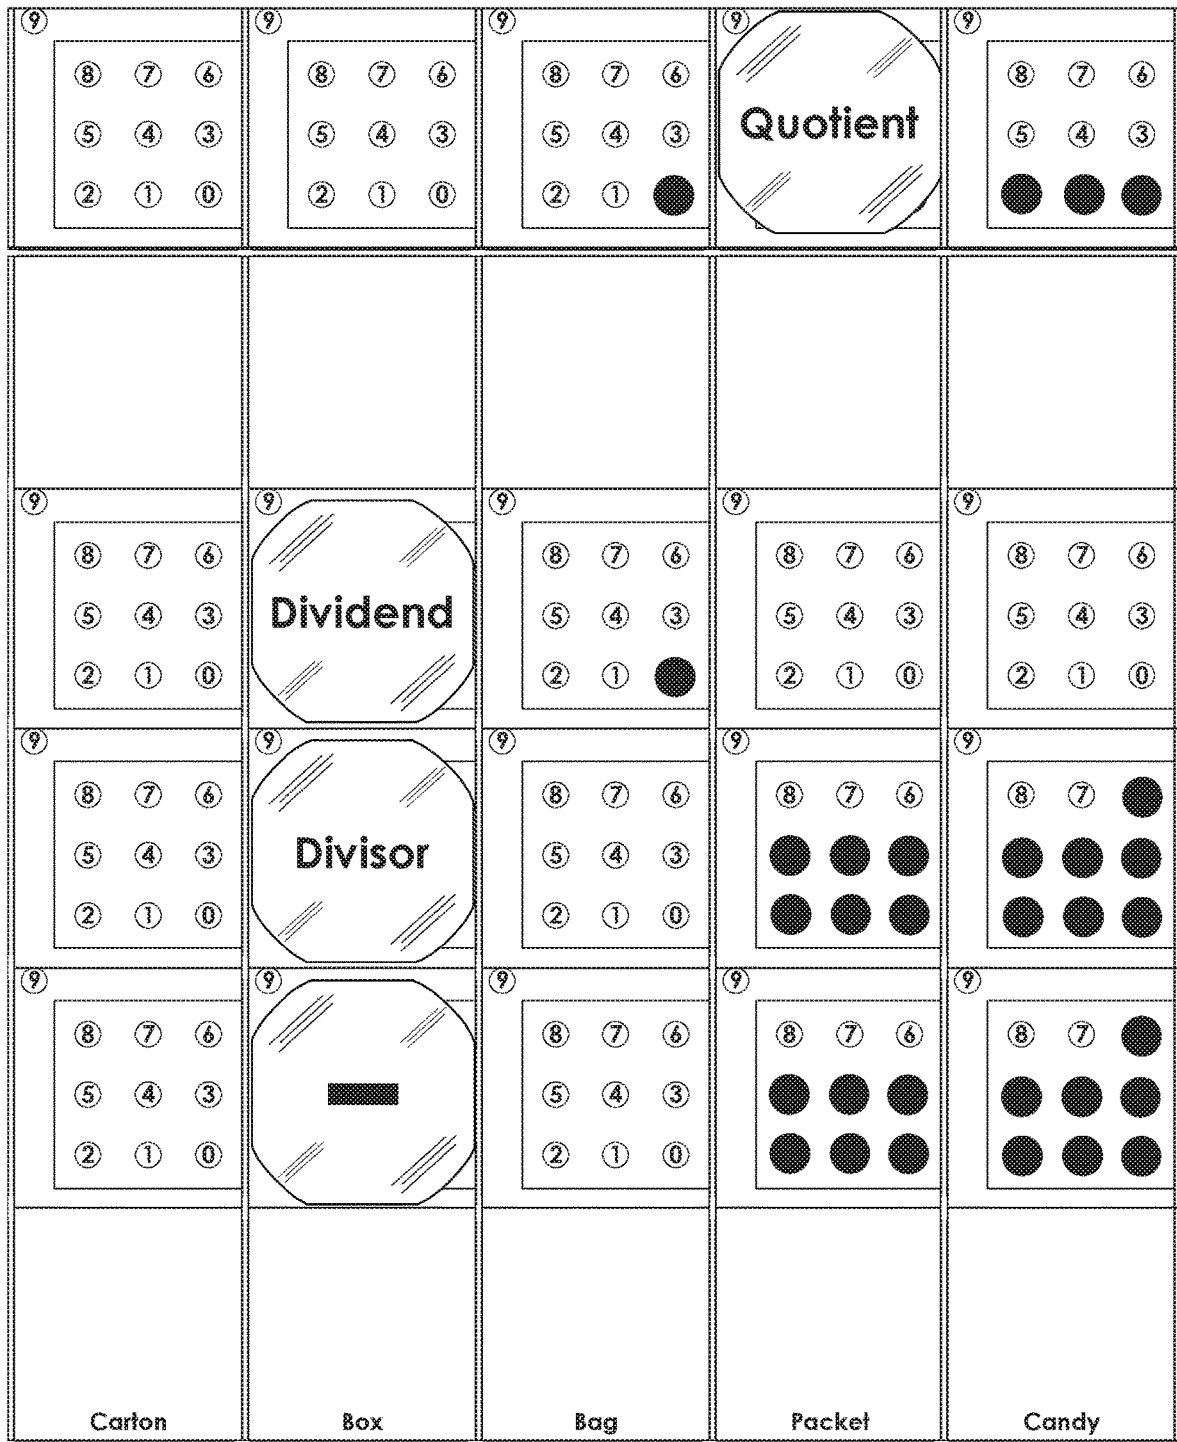 9 9 9 9 9
8 7 6 8 7 6 8 7 6 8 7 6
Quotient
5 4 3 5 4 3 5 4 3 5 4 3
2 1 0 2 1 0 2 1
9 9 9 9 9
8 7 6 8 7 6 8 7 6 8 7 6
Dividend
5 4 3 5 4 3 5 4 3 5 4 3
2 1 0 2 1 2 1 0 2 1 0
9 9 9 9 9
8 7 6 8 7 6 8 7 6 8 7
Divisor
5 4 3 5 4 3
2 1 0 2 1 0
9 9 9 9 9
8 7 6 8 7 6 8 7 6 8 7
5 4 3 5 4 3
2 1 0 2 1 0
Carton Box Bag Packet Candy